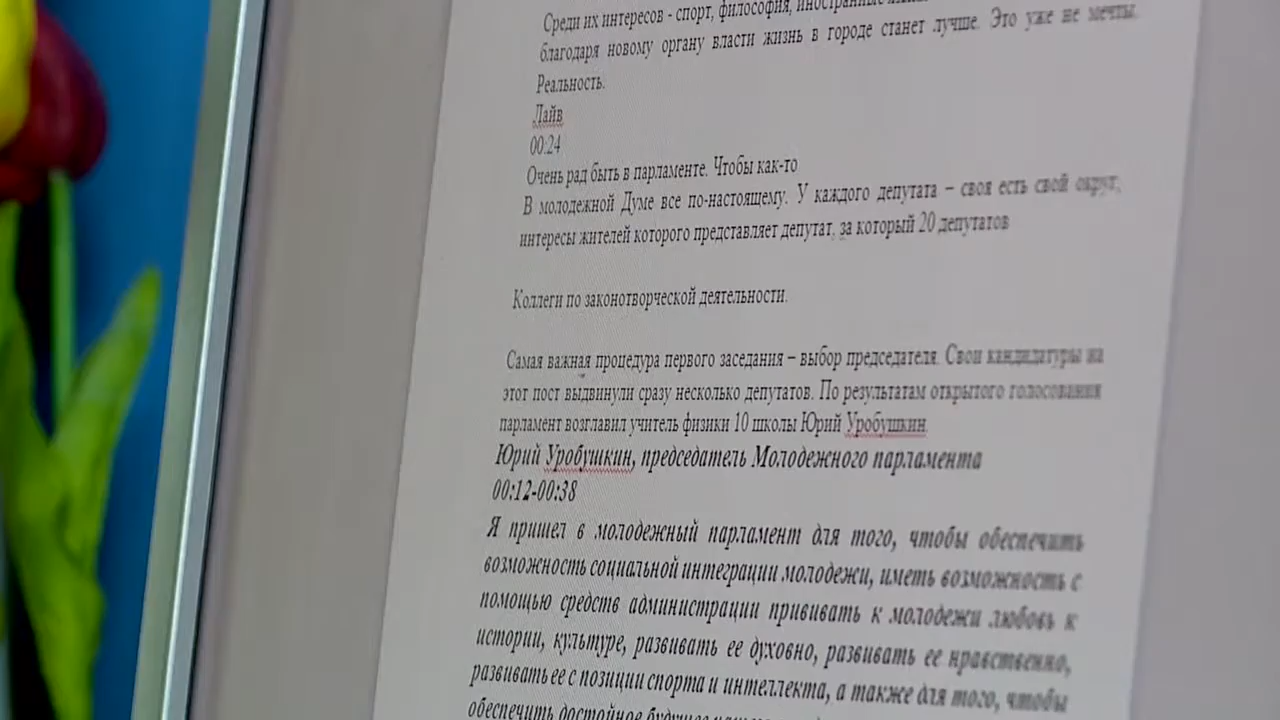 Среди их интересов - спорт, философия, иностранные
благодаря новому органу власти жизнь в городе станет лучше. Это уже не мечты.
Реальность.
Лайв
00:24
Очень рад быть в парламенте. Чтобы как-то
В молодежной Думе все по-настоящему. У каждого депутата – своя есть свой округ,
интересы жителей которого представляет депутат, за который 20 депутатов
Коллеги по законотворческой деятельности.
Самая важная процедура первого заседания – выбор председателя. Свои кандидатуры на
этот пост выдвинули сразу несколько депутатов. По результатам открытого голосования
парламент возглавил учитель физики 10 школы Юрий Уробушкин.
Юрий Уробушкин, председатель Молодежного парламента
00:12-00:38
Я пришел в молодежный парламент для того, чтобы обеспечить
возможность социальной интеграции молодежи, иметь возможность с
помощью средств администрации прививать к молодежи любовь к
истории, культуре, развивать ее духовно, развивать ее нравственно,
развивать ее с позиции спорта и интеллекта, а также для того, чтобы
обеспечить достойное будущее